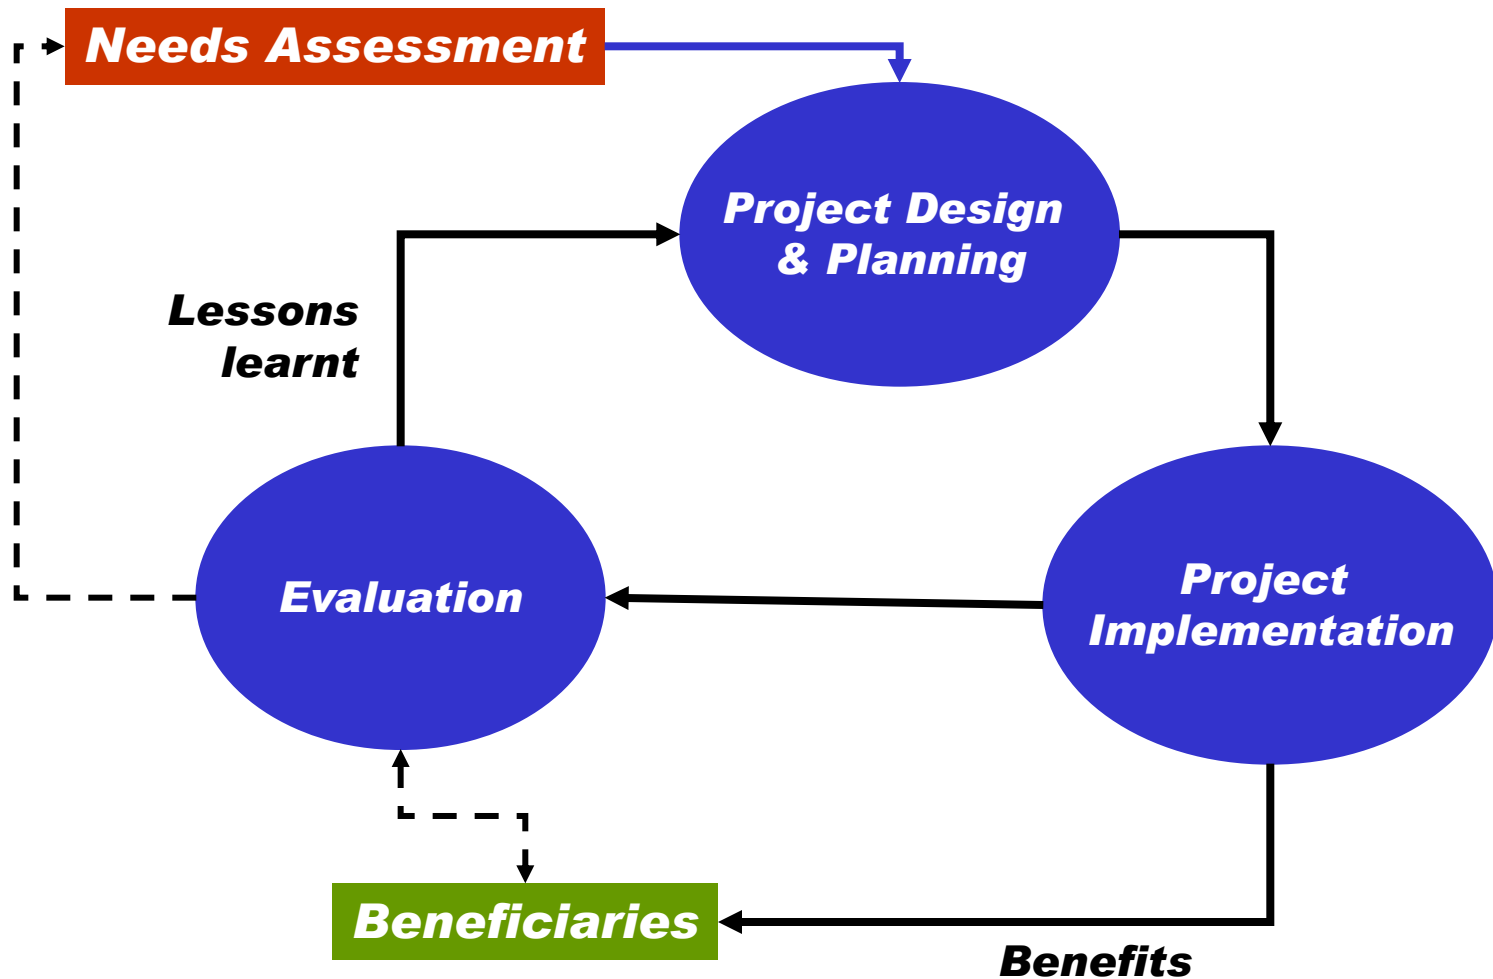 Needs Assessment
Project Design
& Planning
Lessons
learnt
Evaluation
Project
Implementation
Beneficiaries
Benefits